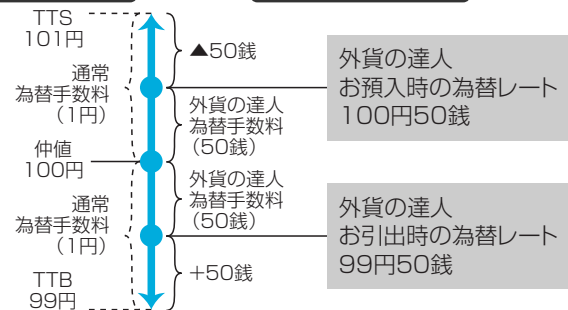 TTS
101円
通常
為替手数料
(1円)
仲値
100円
通常
為替手数料
(1円)
TTB
99円
▲50銭
外貨の達人
為替手数料
(50銭)
外貨の達人
為替手数料
(50銭)
+50銭
外貨の達人
お預入時の為替レート
100円50銭
外貨の達人
お引出時の為替レート
99円50銭